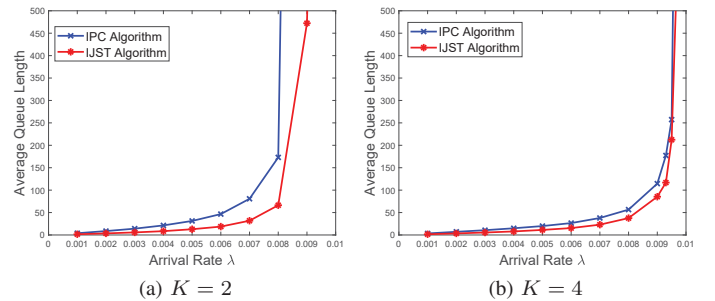 500
450
400
350
300
250
200
150
100
50
0
Average Queue Length
IPC Algorithm
IJST Algorithm
0 0.001 0.002 0.003 0.004 0.005 0.006 0.007 0.008 0.009 0.01
Arrival Rate λ
(a) K = 2
500
450
400
350
300
250
200
150
100
50
0
Average Queue Length
IPC Algorithm
IJST Algorithm
0 0.001 0.002 0.003 0.004 0.005 0.006 0.007 0.008 0.009 0.01
Arrival Rate λ
(b) K = 4